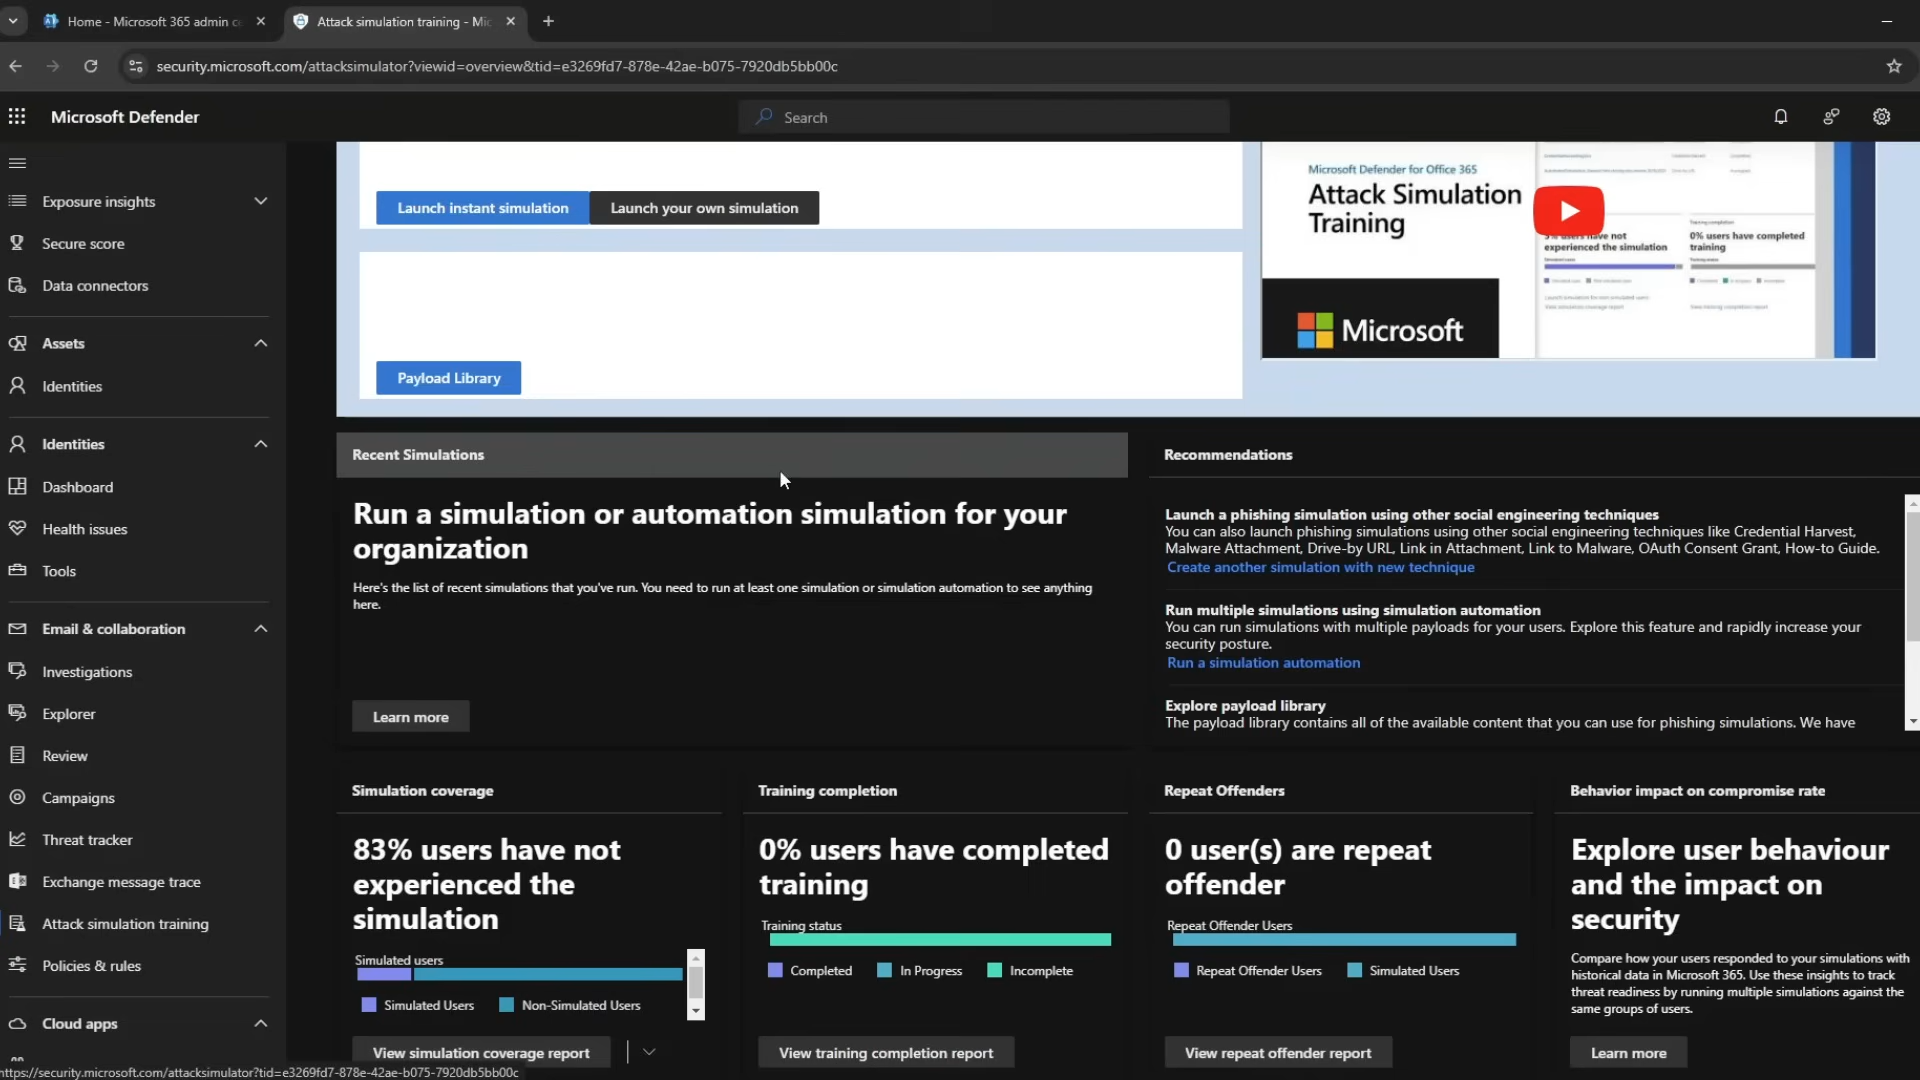 Home - Microsoft 365 admin c
Attack simulation training - Mic
security.microsoft.com/attacksimulator?viewid=overview&tid=e3269fd7-878e-42ae-b075-7920db5bb00c
Microsoft Defender
Search
Exposure insights
Secure score
Data connectors
Assets
Identities
Identities
Dashboard
Health issues
Tools
Email & collaboration
Investigations
Explorer
Review
Campaigns
Threat tracker
Exchange message trace
Attack simulation training
Policies & rules
Cloud apps
Launch instant simulation
Launch your own simulation
Payload Library
Microsoft Defender for Office 365
Attack Simulation
Training
Microsoft
users have not
experienced the simulation
0% users have completed
training
Recent Simulations
Run a simulation or automation simulation for your
organization
Here's the list of recent simulations that you've run. You need to run at least one simulation or simulation automation to see anything
here.
Learn more
Recommendations
Launch a phishing simulation using other social engineering techniques
You can also launch phishing simulations using other social engineering techniques like Credential Harvest,
Malware Attachment, Drive-by URL, Link in Attachment, Link to Malware, OAuth Consent Grant, How-to Guide.
Create another simulation with new technique
Run multiple simulations using simulation automation
You can run simulations with multiple payloads for your users. Explore this feature and rapidly increase your
security posture.
Run a simulation automation
Explore payload library
The payload library contains all of the available content that you can use for phishing simulations. We have
Simulation coverage
83% users have not
experienced the
simulation
Simulated users
Simulated Users
Non-Simulated Users
View simulation coverage report
Training completion
0% users have completed
training
Training status
Completed
In Progress
Incomplete
View training completion report
Repeat Offenders
0 user(s) are repeat
offender
Repeat Offender Users
Repeat Offender Users
Simulated Users
View repeat offender report
Behavior impact on compromise rate
Explore user behaviour
and the impact on
security
Compare how your users responded to your simulations with
historical data in Microsoft 365. Use these insights to track
threat readiness by running multiple simulations against the
same groups of users.
Learn more
https://security.microsoft.com/attacksimulator?tid=e3269fd7-878e-42ae-b075-7920db5bb00c